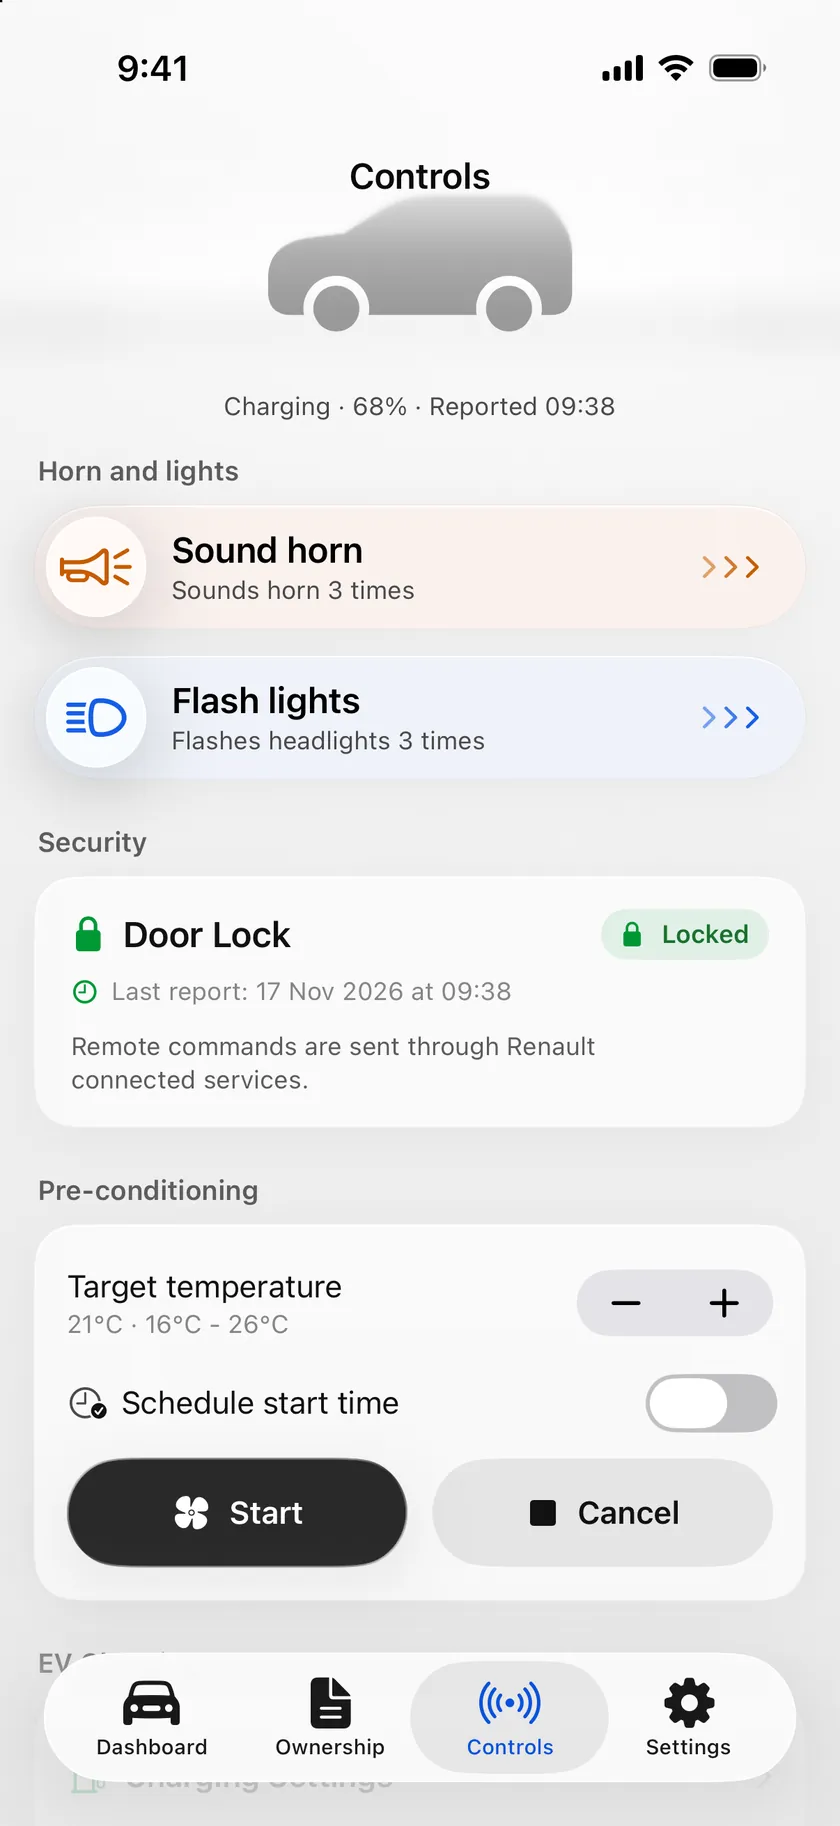 9:41
Controls
Charging · 68% · Reported 09:38
Horn and lights
Sound horn
Sounds horn 3 times
Flash lights
Flashes headlights 3 times
Security
Door Lock
Locked
Last report: 17 Nov 2026 at 09:38
Remote commands are sent through Renault
connected services.
Pre-conditioning
Target temperature
21°C · 16°C - 26°C
Schedule start time
Start
Cancel
EV
Dashboard
Ownership
Controls
Settings
Charging Settings